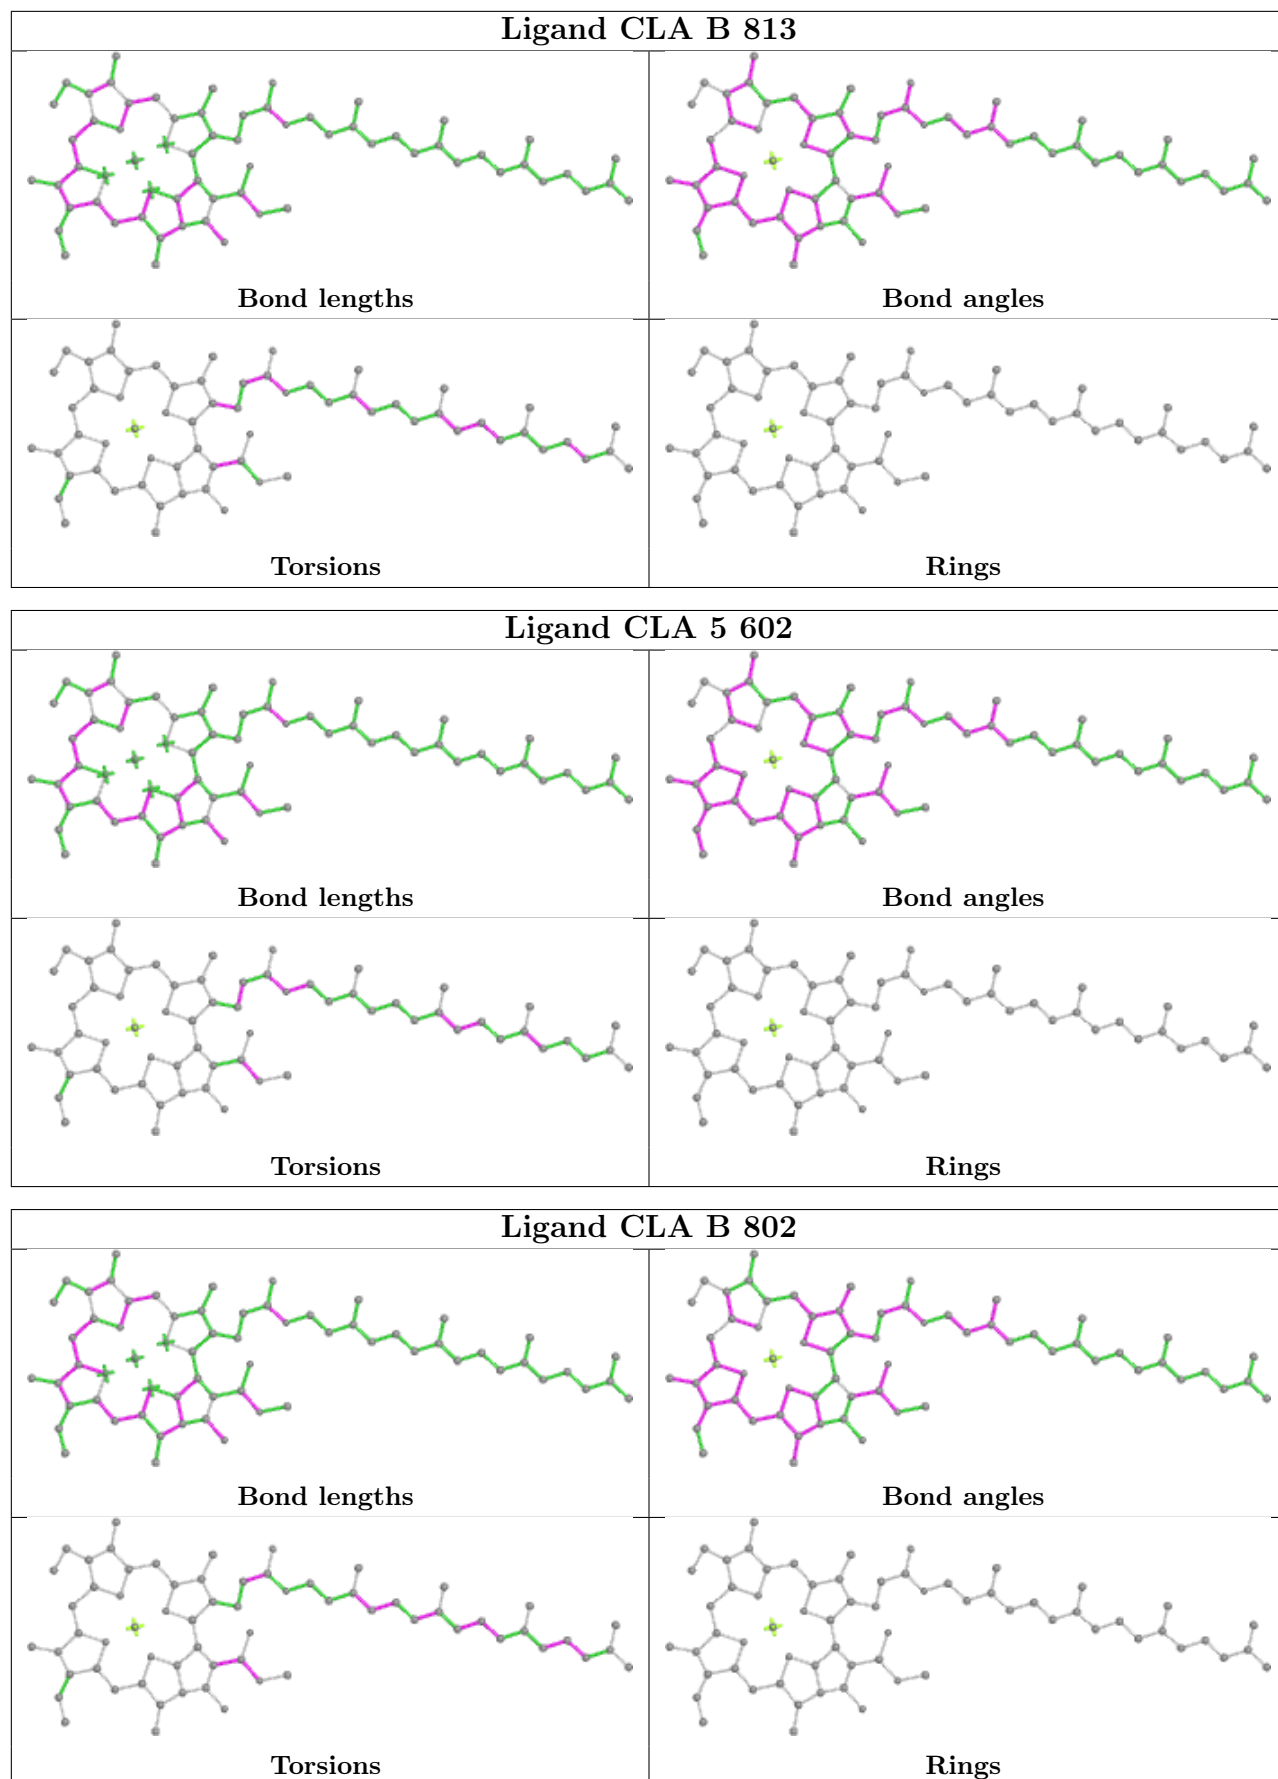 Ligand CLA B 813
Bond lengths
Bond angles
Torsions
Rings
Ligand CLA 5 602
Bond lengths
Bond angles
Torsions
Rings
Ligand CLA B 802
Bond lengths
Bond angles
Torsions
Rings